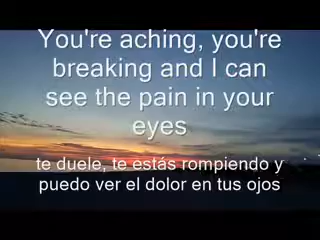 You're aching, you're
breaking and I can
see the pain in your
eyes
te duele, te estás rompiendo y
puedo ver el dolor en tus ojos